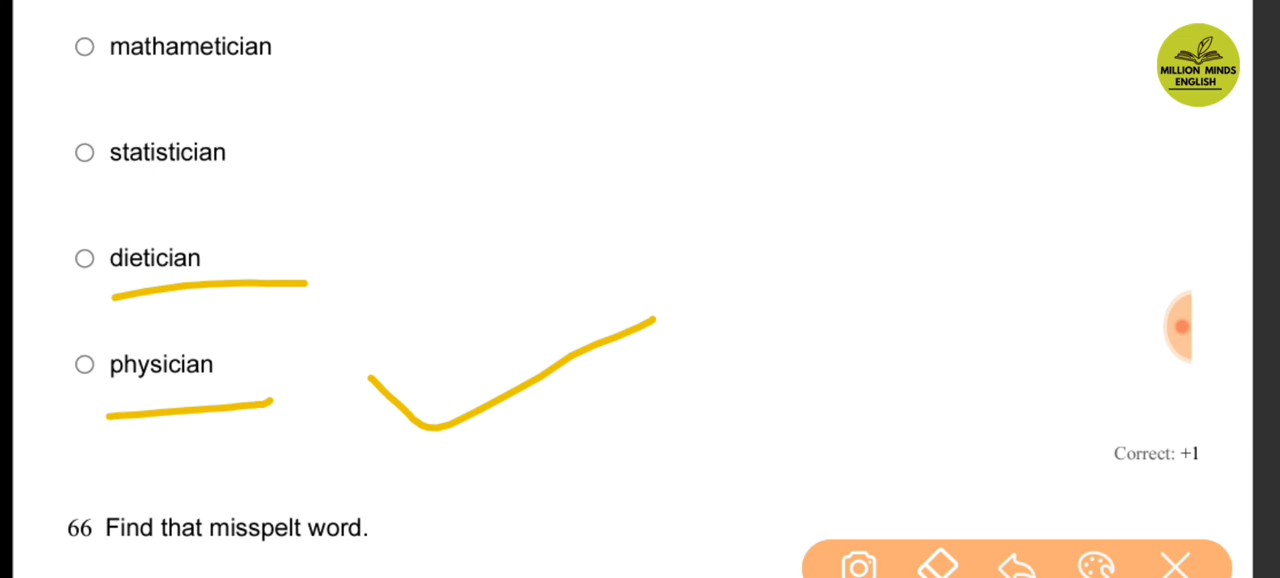 mathametician
MILLION MINDS
ENGLISH
statistician
dietician
physician
Correct: +1
66 Find that misspelt word.